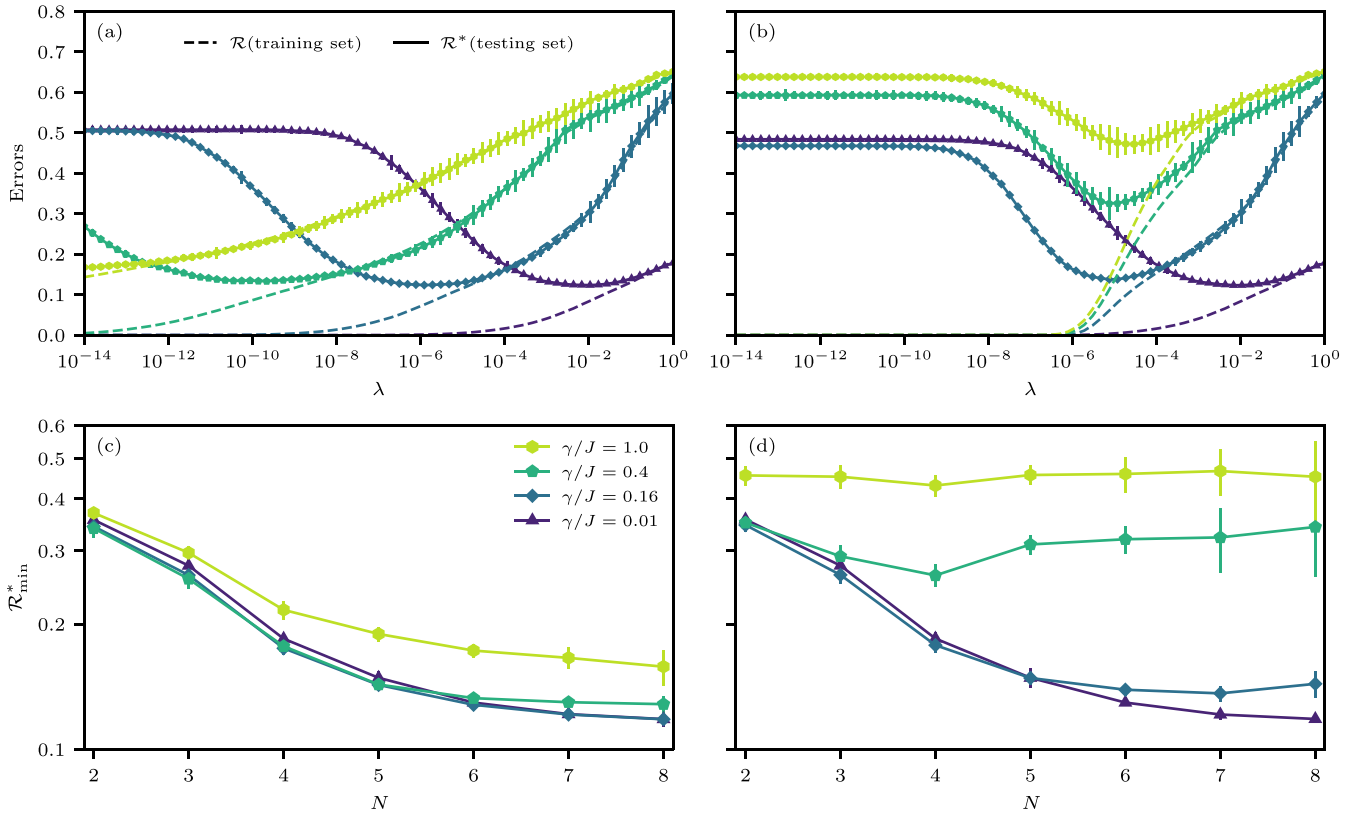 (a)
R(training set)
R*(testing set)
0.8
0.7
0.6
0.5
0.4
0.3
0.2
0.1
0.0
Errors
10⁻¹⁴ 10⁻¹² 10⁻¹⁰ 10⁻⁸ 10⁻⁶ 10⁻⁴ 10⁻² 10⁰
λ
(b)
10⁻¹⁴ 10⁻¹² 10⁻¹⁰ 10⁻⁸ 10⁻⁶ 10⁻⁴ 10⁻² 10⁰
λ
(c)
γ/J = 1.0
γ/J = 0.4
γ/J = 0.16
γ/J = 0.01
0.6
0.5
0.4
0.3
0.2
0.1
R*min
2 3 4 5 6 7 8
N
(d)
2 3 4 5 6 7 8
N